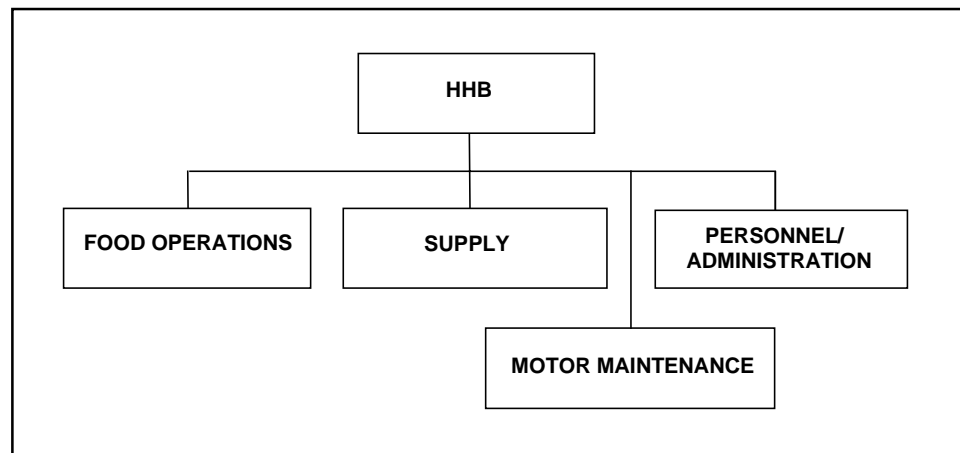 HHB
FOOD OPERATIONS
SUPPLY
PERSONNEL/
ADMINISTRATION
MOTOR MAINTENANCE